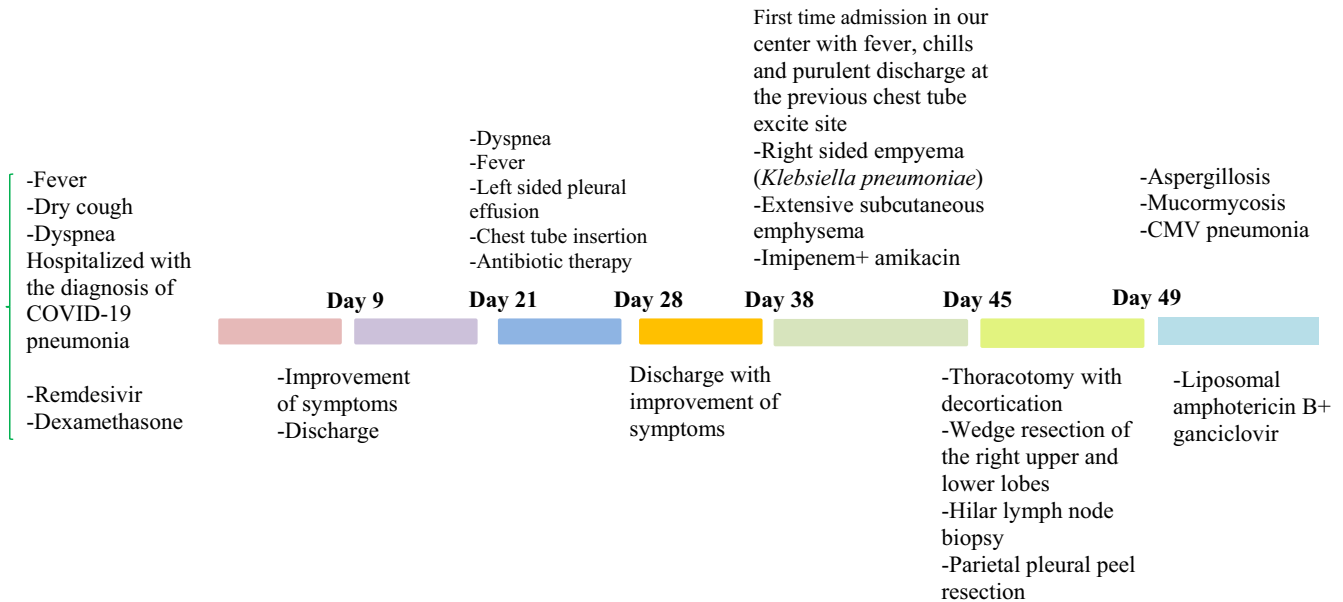 -Fever
-Dry cough
-Dyspnea
Hospitalized with
the diagnosis of
COVID-19
pneumonia
-Remdesivir
-Dexamethasone
Day 9
-Improvement
of symptoms
-Discharge
-Dyspnea
-Fever
-Left sided pleural
effusion
-Chest tube insertion
-Antibiotic therapy
Day 21
Day 28
Discharge with
improvement of
symptoms
First time admission in our
center with fever, chills
and purulent discharge at
the previous chest tube
excite site
-Right sided empyema
(Klebsiella pneumoniae)
-Extensive subcutaneous
emphysema
-Imipenem+ amikacin
Day 38
Day 45
-Thoracotomy with
decortication
-Wedge resection of
the right upper and
lower lobes
-Hilar lymph node
biopsy
-Parietal pleural peel
resection
-Aspergillosis
-Mucormycosis
-CMV pneumonia
Day 49
-Liposomal
amphotericin B+
ganciclovir